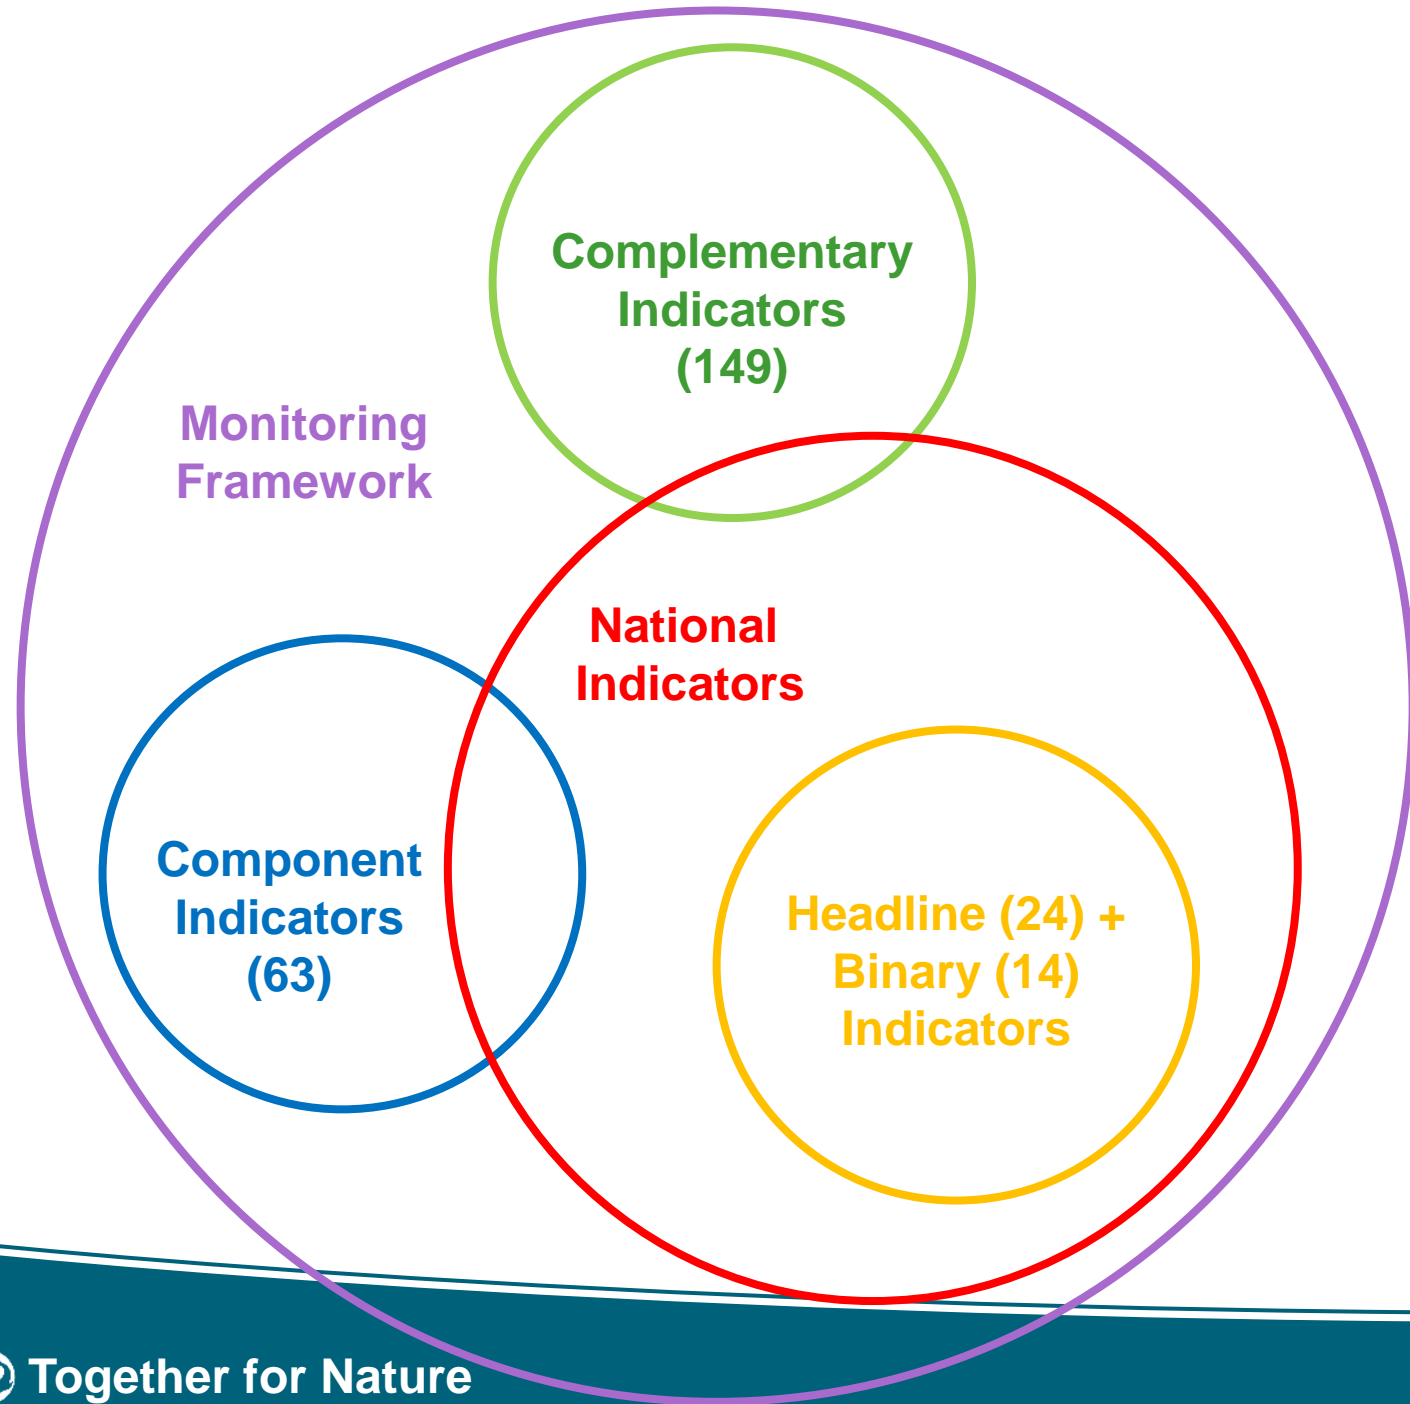 Complementary
Indicators
(149)
Monitoring
Framework
National
Indicators
Component
Indicators
(63)
Headline (24) +
Binary (14)
Indicators
Together for Nature